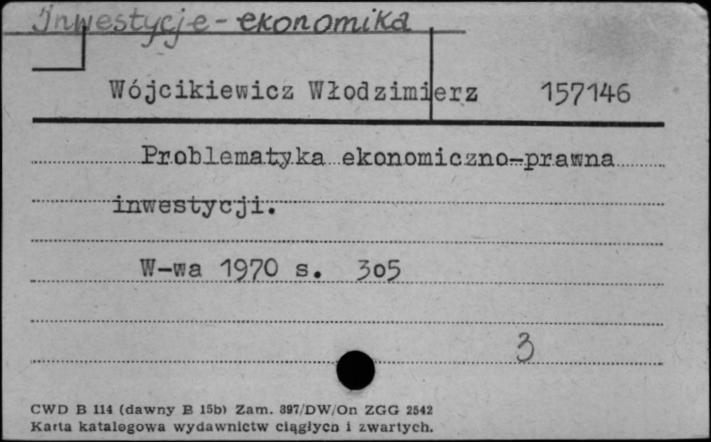 Inwestycje - ekonomika
Wójcikiewicz Włodzimierz 157146
Problematyka ekonomiczno-prawna
inwestycji.
W-wa 1970 s. 305
3
CWD B 114 (dawny B 15b) Zam. 897/DW/On ZGG 2542
Karta katalogowa wydawnictw ciągłych i zwartych.